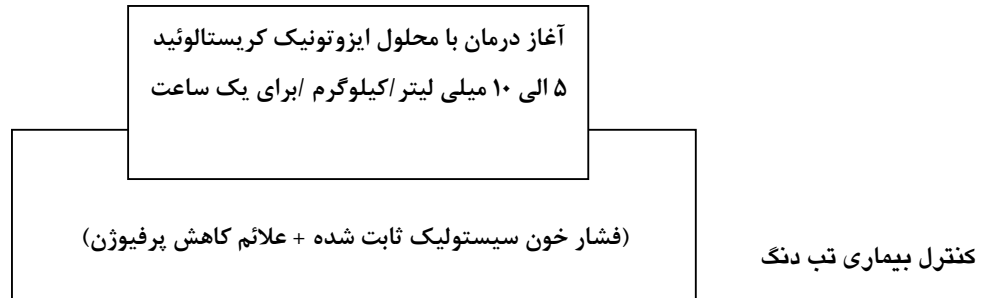 آغاز درمان با محلول ایزوتونیک کریستالوئید
۵ الی ۱۰ میلی لیتر/کیلوگرم /برای یک ساعت
(فشار خون سیستولیک ثابت شده + علائم کاهش پرفیوژن)
کنترل بیماری تب دنگ